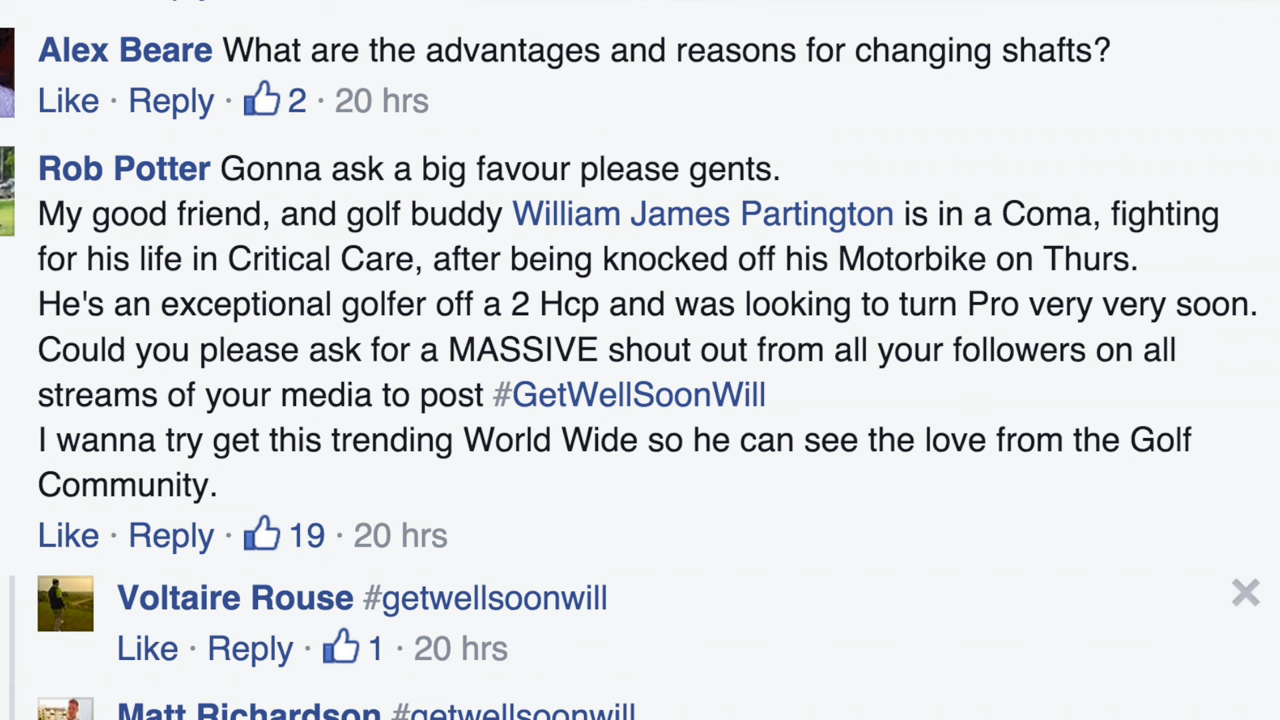 Alex Beare What are the advantages and reasons for changing shafts?
Like · Reply · 2 · 20 hrs
Rob Potter Gonna ask a big favour please gents.
My good friend, and golf buddy William James Partington is in a Coma, fighting
for his life in Critical Care, after being knocked off his Motorbike on Thurs.
He's an exceptional golfer off a 2 Hcp and was looking to turn Pro very very soon.
Could you please ask for a MASSIVE shout out from all your followers on all
streams of your media to post #GetWellSoonWill
I wanna try get this trending World Wide so he can see the love from the Golf
Community.
Like · Reply · 19 · 20 hrs
Voltaire Rouse #getwellsoonwill
Like · Reply · 1 · 20 hrs
Matt Richardson #getwellsoonwill